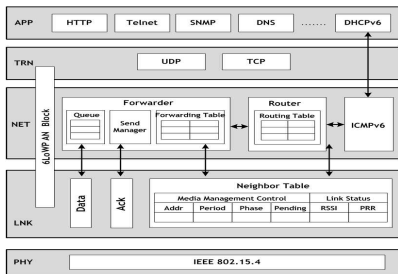 APP HTTP Telnet SNMP DNS ....... DHCPv6
TRN UDP TCP
6LoWPAN Block
NET
Forwarder
Queue
Send Manager
Forwarding Table
Router
Routing Table
ICMPv6
LNK
Data
Ack
Neighbor Table
Media Management Control Link Status
Addr Period Phase Pending RSSI PRR
PHY IEEE 802.15.4